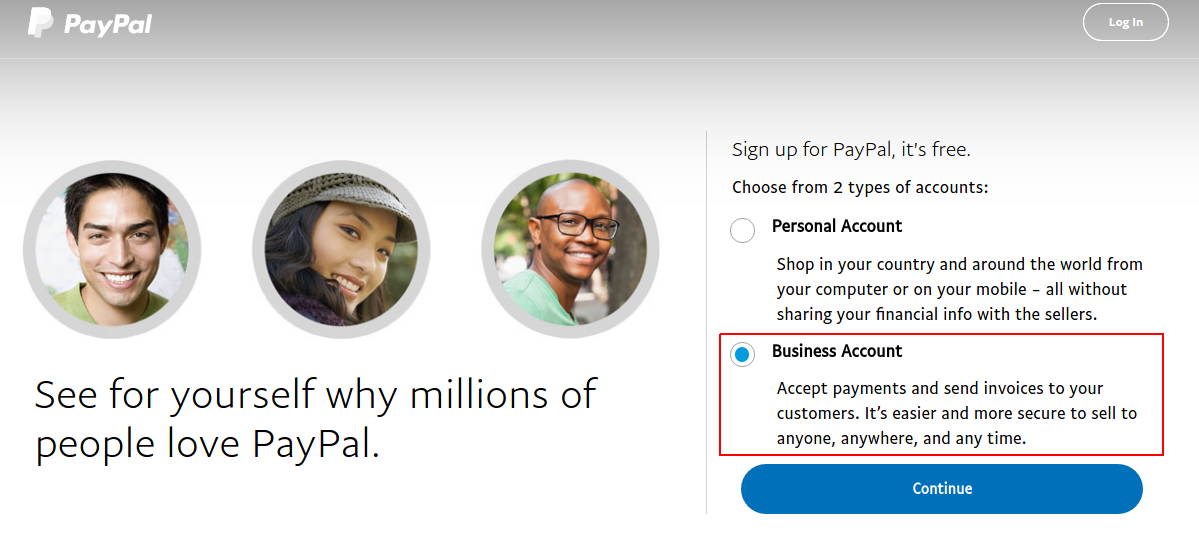 PayPal
Log In
See for yourself why millions of
people love PayPal.
Sign up for PayPal, it's free.
Choose from 2 types of accounts:
Personal Account
Shop in your country and around the world from
your computer or on your mobile – all without
sharing your financial info with the sellers.
Business Account
Accept payments and send invoices to your
customers. It's easier and more secure to sell to
anyone, anywhere, and any time.
Continue